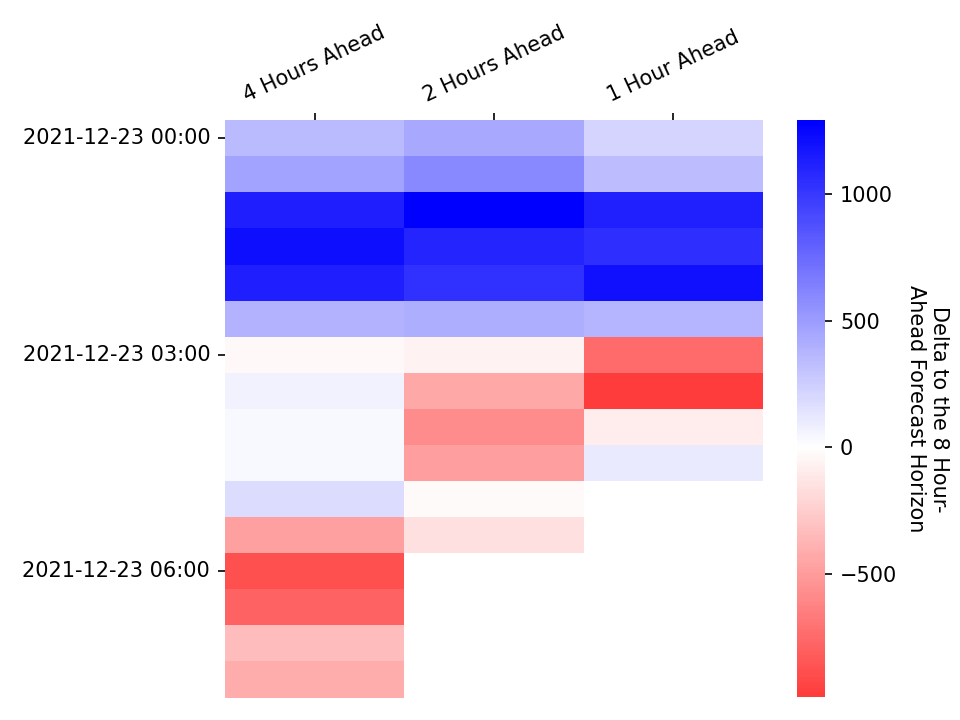 4 Hours Ahead
2 Hours Ahead
1 Hour Ahead
2021-12-23 00:00
2021-12-23 03:00
2021-12-23 06:00
1000
500
0
−500
Delta to the 8 Hour-
Ahead Forecast Horizon